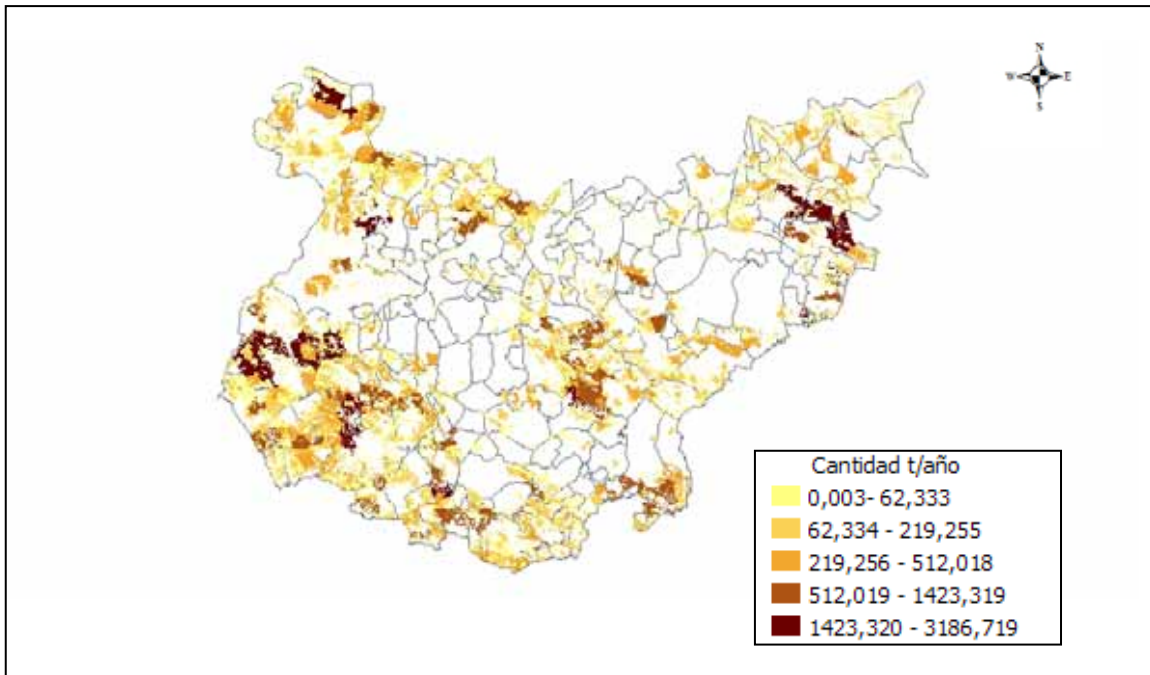 N
W E
S
Cantidad t/año
0,003- 62,333
62,334 - 219,255
219,256 - 512,018
512,019 - 1423,319
1423,320 - 3186,719